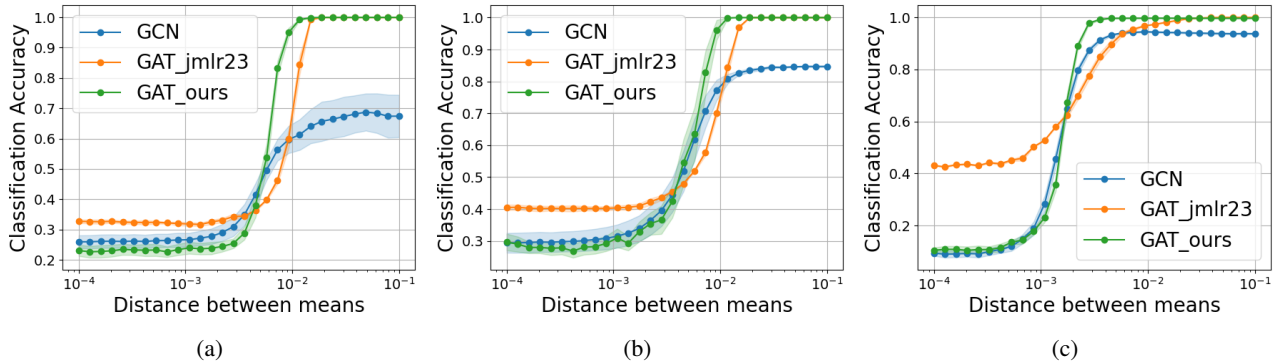 Classification Accuracy
1.0
0.9
0.8
0.7
0.6
0.5
0.4
0.3
0.2
GCN
GAT_jmlr23
GAT_ours
10⁻⁴
10⁻³
10⁻²
10⁻¹
Distance between means
(a)
Classification Accuracy
1.0
0.9
0.8
0.7
0.6
0.5
0.4
0.3
GCN
GAT_jmlr23
GAT_ours
10⁻⁴
10⁻³
10⁻²
10⁻¹
Distance between means
(b)
Classification Accuracy
1.0
0.8
0.6
0.4
0.2
GCN
GAT_jmlr23
GAT_ours
10⁻⁴
10⁻³
10⁻²
10⁻¹
Distance between means
(c)